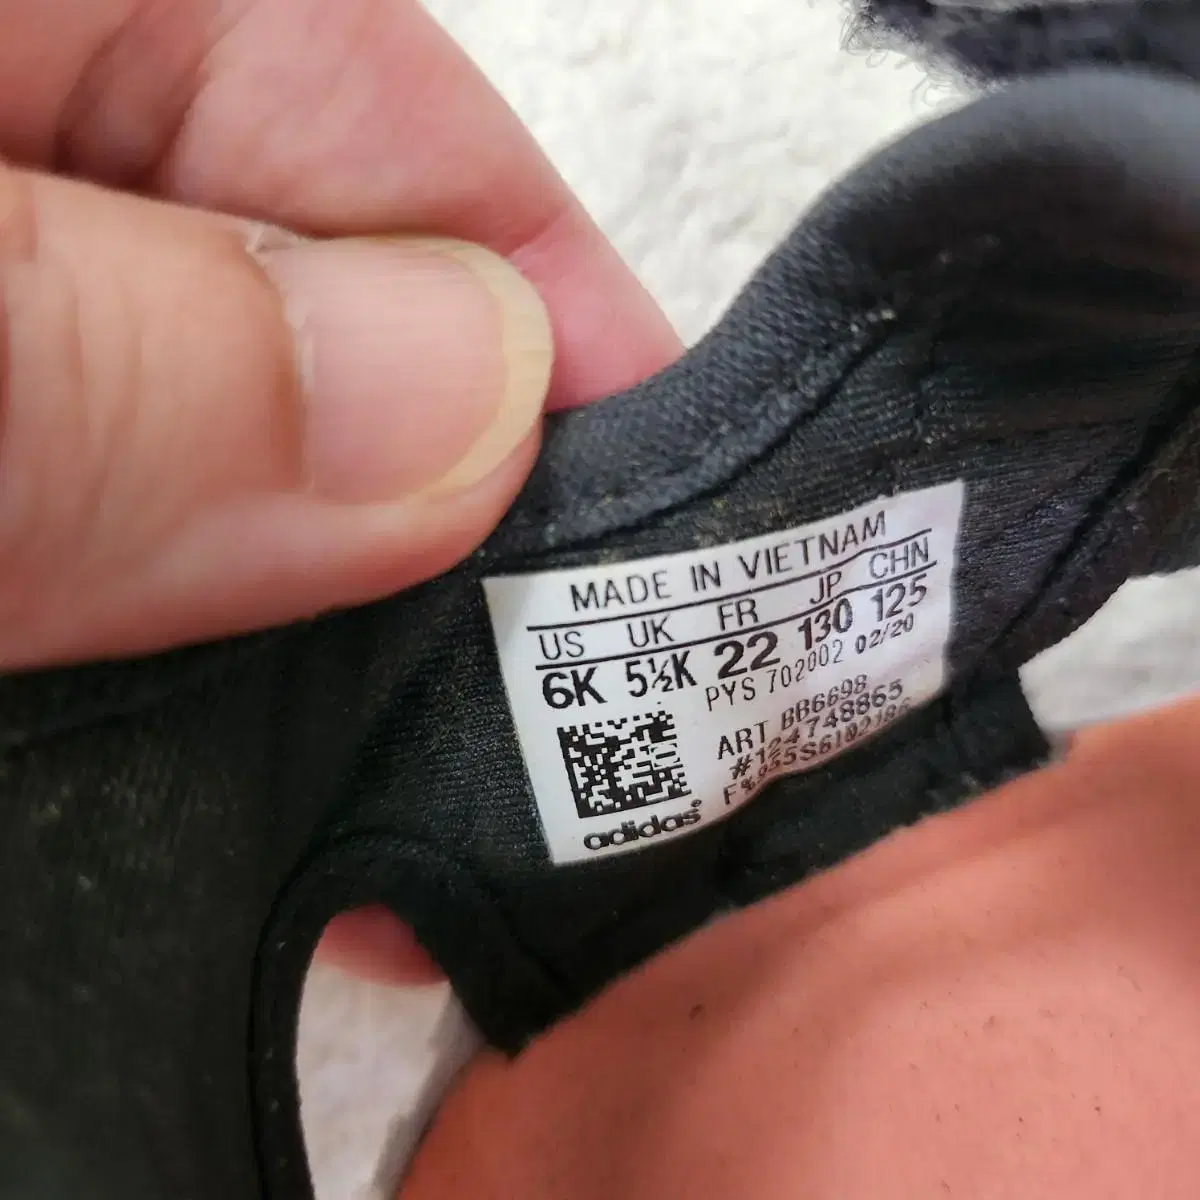 MADE IN VIETNAM
US UK FR JP CHN
6K 5½K 22 130 125
PYS 702002 02/20
ART BB6698
#124748865
adidas®